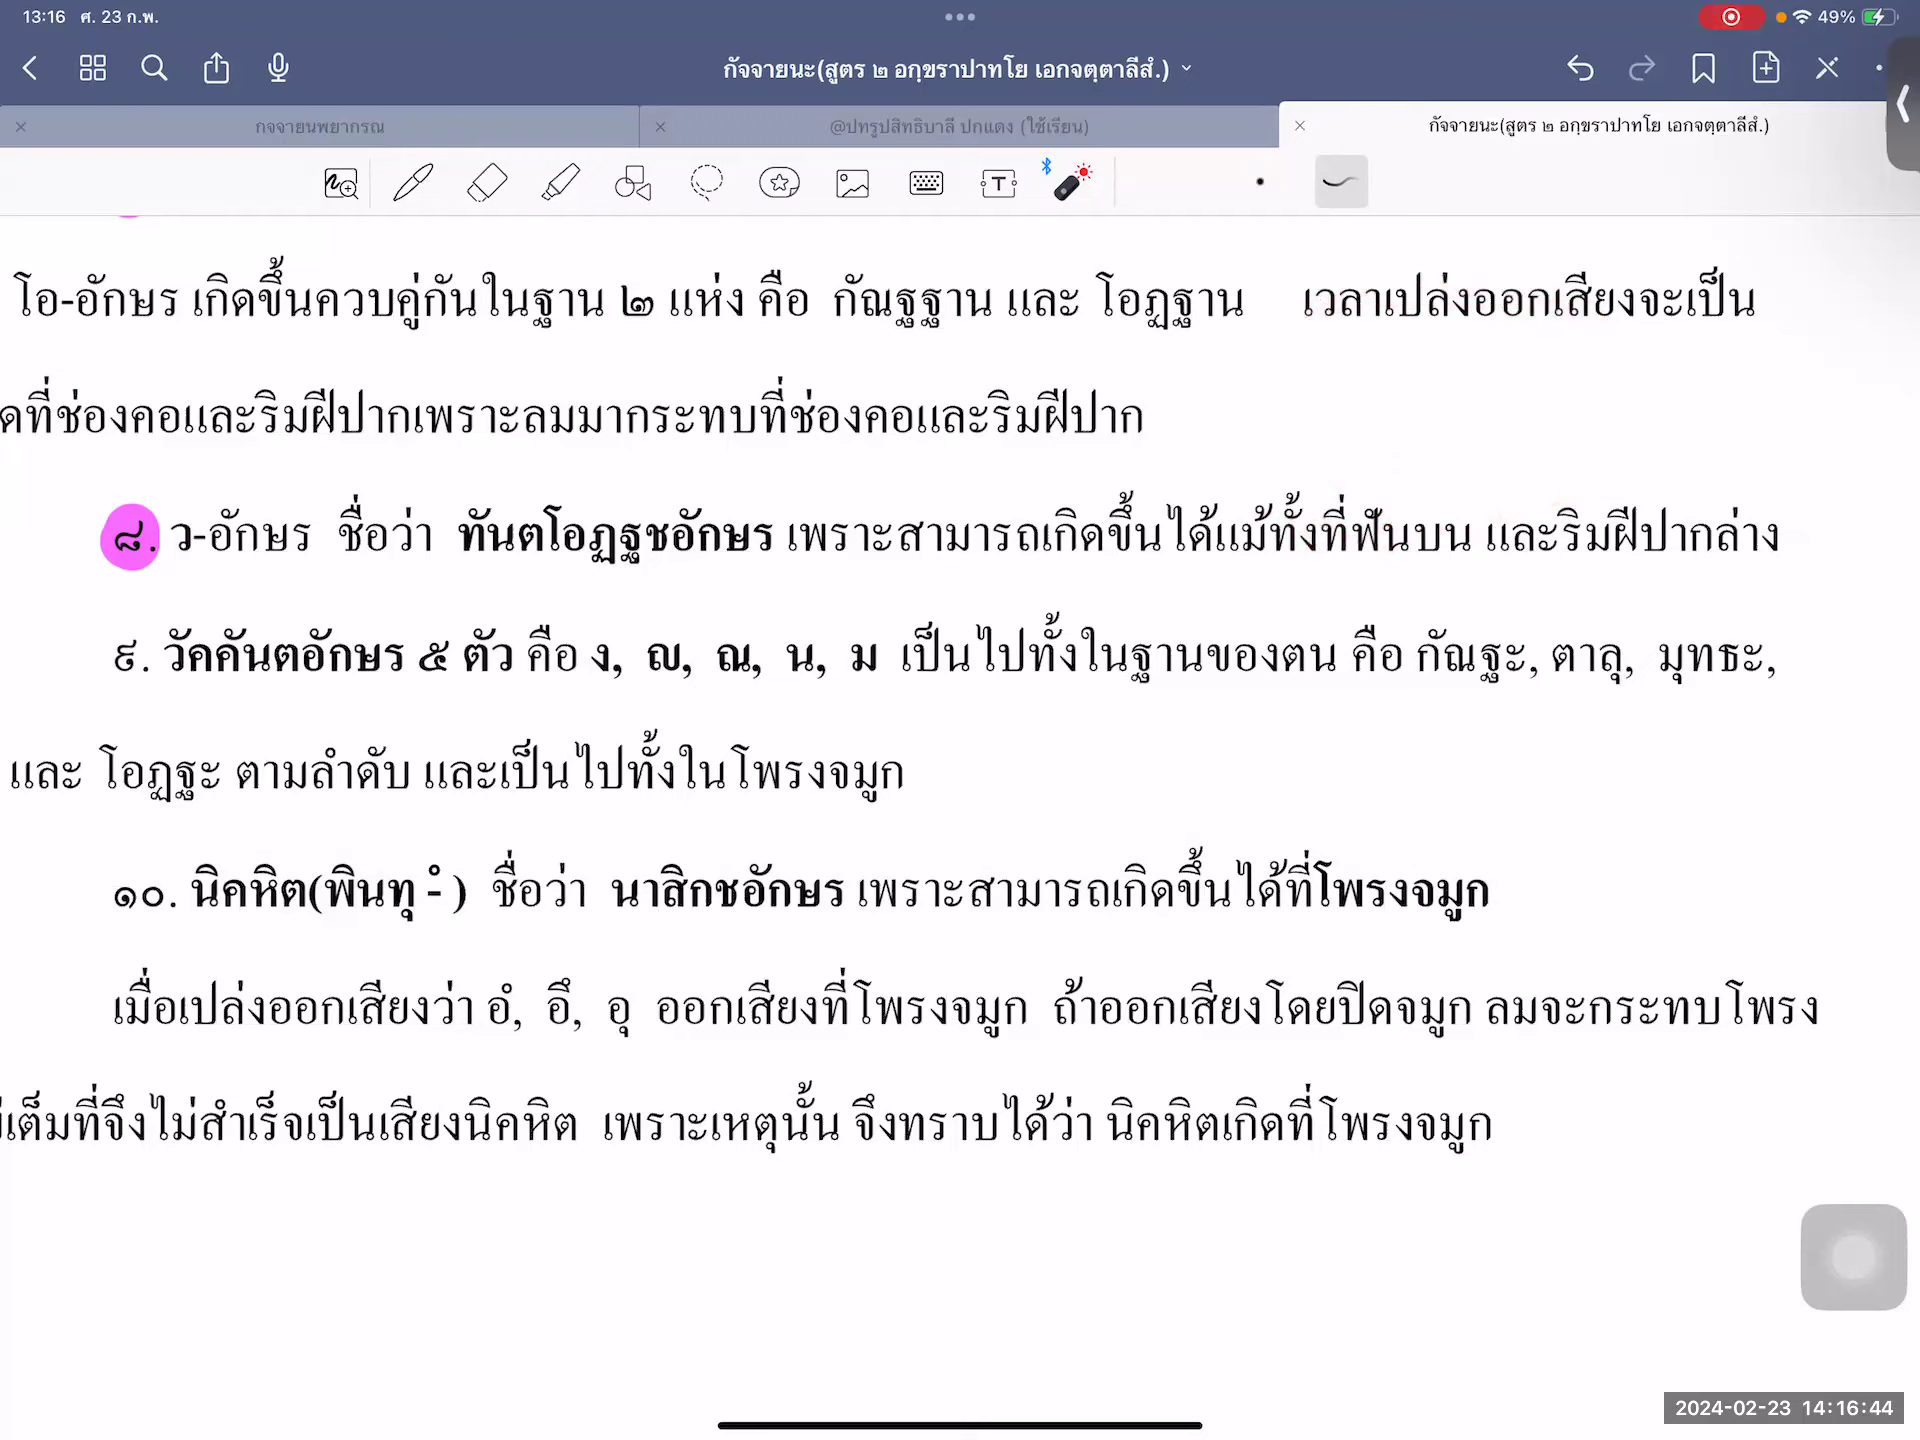 13:16 ศ. 23 ก.พ.
49%
กัจจายนะ(สูตร ๒ อกฺขราปาทโย เอกจตฺตาลีสํ.)
กจจายนพยากรณ
@ปทรูปสิทธิบาลี ปกแดง (ใช้เรียน)
กัจจายนะ(สูตร ๒ อกฺขราปาทโย เอกจตฺตาลีสํ.)
โอ-อักษร เกิดขึ้นควบคู่กันในฐาน ๒ แห่ง คือ กัณฐฐาน และ โอฏฐาน เวลาเปล่งออกเสียงจะเป็น
ดที่ช่องคอและริมฝีปากเพราะลมมากระทบที่ช่องคอและริมฝีปาก
๘. ว-อักษร ชื่อว่า ทันตโอฏฐชอักษร เพราะสามารถเกิดขึ้นได้แม้ทั้งที่ฟันบน และริมฝีปากล่าง
๙. วัคคันตอักษร ๕ ตัว คือ ง, ญ, ณ, น, ม เป็นไปทั้งในฐานของตน คือ กัณฐะ, ตาลุ, มุทธะ,
และ โอฏฐะ ตามลำดับ และเป็นไปทั้งในโพรงจมูก
๑๐. นิคหิต(พินทุ -ํ ) ชื่อว่า นาสิกชอักษร เพราะสามารถเกิดขึ้นได้ที่โพรงจมูก
เมื่อเปล่งออกเสียงว่า อํ, อึ, อุ ออกเสียงที่โพรงจมูก ถ้าออกเสียงโดยปิดจมูก ลมจะกระทบโพรง
เต็มที่จึงไม่สำเร็จเป็นเสียงนิคหิต เพราะเหตุนั้น จึงทราบได้ว่า นิคหิตเกิดที่โพรงจมูก
2024-02-23 14:16:44